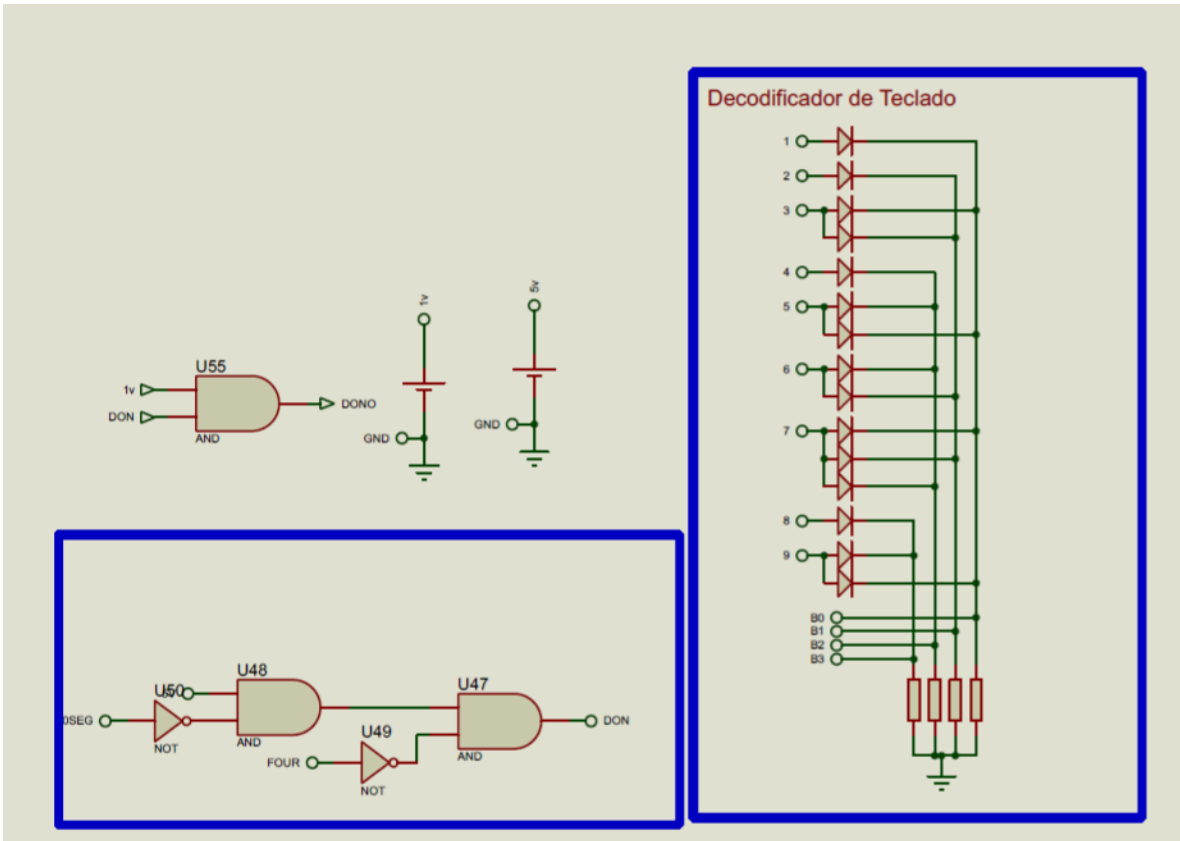 Decodificador de Teclado
1
2
3
4
5
6
7
8
9
B0
B1
B2
B3
1v
5v
GND
GND
U55
1v
DON
DONO
AND
U48
U50
0SEG
NOT
AND
U47
U49
FOUR
NOT
AND
DON